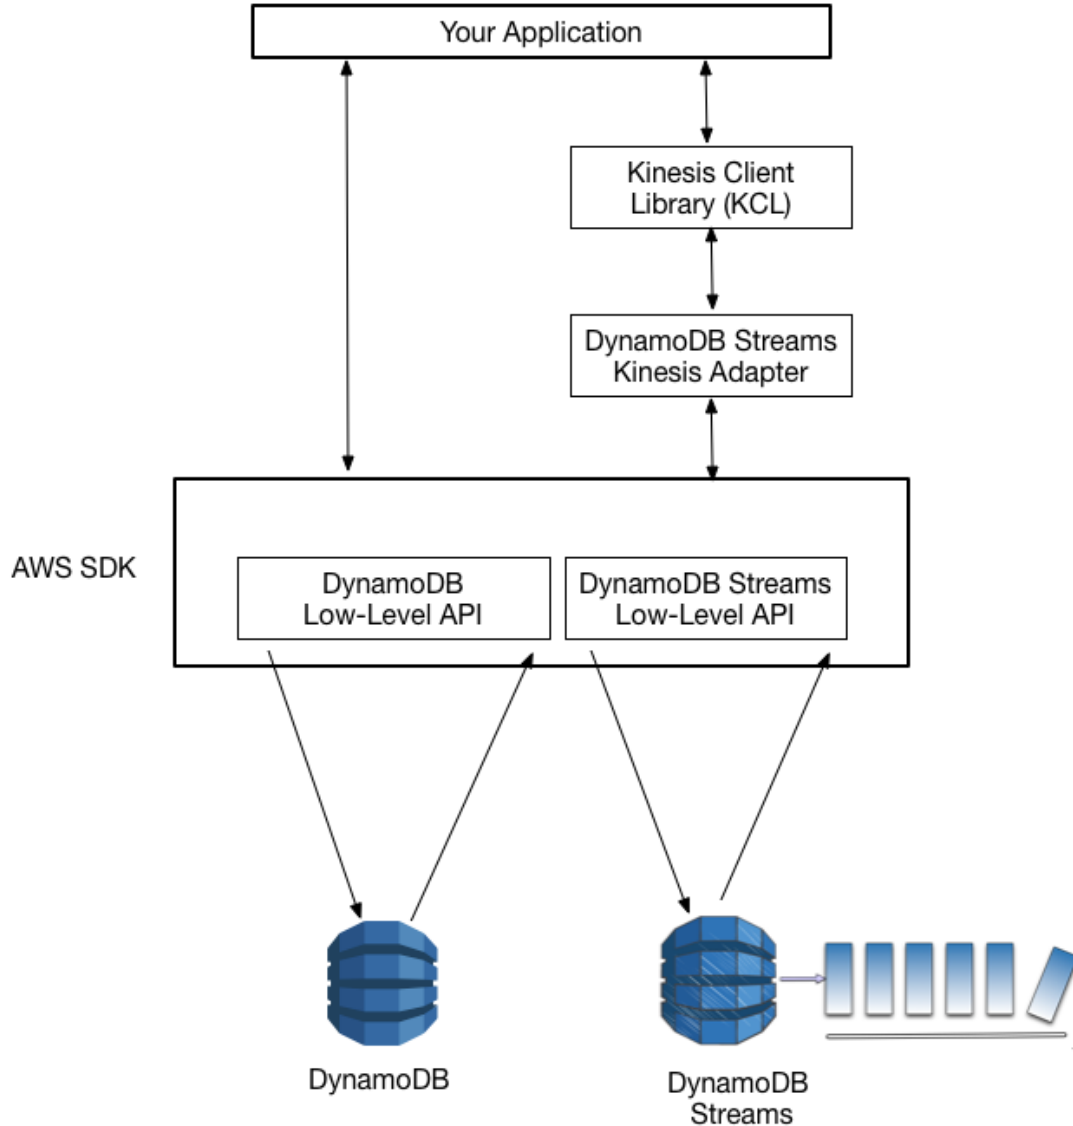 Your Application
Kinesis Client
Library (KCL)
DynamoDB Streams
Kinesis Adapter
AWS SDK
DynamoDB
Low-Level API
DynamoDB Streams
Low-Level API
DynamoDB
DynamoDB
Streams